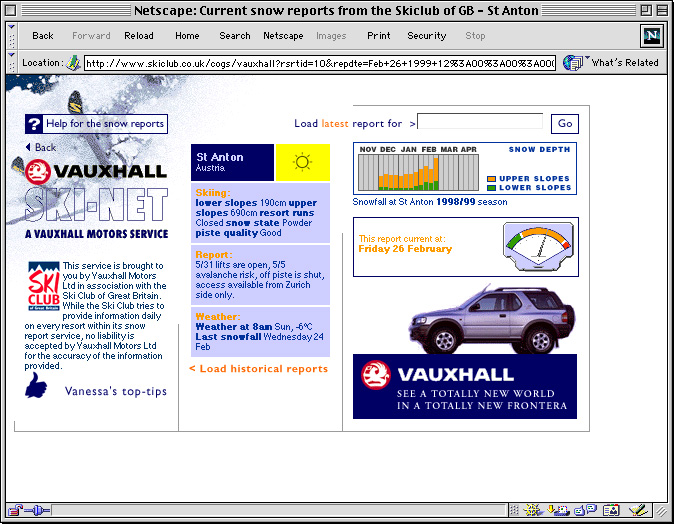 Netscape: Current snow reports from the Skiclub of GB - St Anton
Back Forward Reload Home Search Netscape Images Print Security Stop
Location: http://www.skiclub.co.uk/cogs/vauxhall?rsrtid=10&repdte=Feb+26+1999+12%3A00%3A00%3A000 What's Related
N
? Help for the snow reports
Load latest report for > Go
Back
VAUXHALL
SKI-NET
A VAUXHALL MOTORS SERVICE
SKI
CLUB
of Great Britain
This service is brought to
you by Vauxhall Motors
Ltd in association with the
Ski Club of Great Britain.
While the Ski Club tries to
provide information daily
on every resort within its snow
report service, no liability is
accepted by Vauxhall Motors Ltd
for the accuracy of the information
provided.
Vanessa's top-tips
St Anton
Austria
Skiing:
lower slopes 190cm upper
slopes 690cm resort runs
Closed snow state Powder
piste quality Good
Report:
5/31 lifts are open, 5/5
avalanche risk, off piste is shut,
access available from Zurich
side only.
Weather:
Weather at 8am Sun, -6ºC
Last snowfall Wednesday 24
Feb
< Load historical reports
NOV DEC JAN FEB MAR APR
SNOW DEPTH
UPPER SLOPES
LOWER SLOPES
Snowfall at St Anton 1998/99 season
This report current at:
Friday 26 February
VAUXHALL
SEE A TOTALLY NEW WORLD
IN A TOTALLY NEW FRONTERA